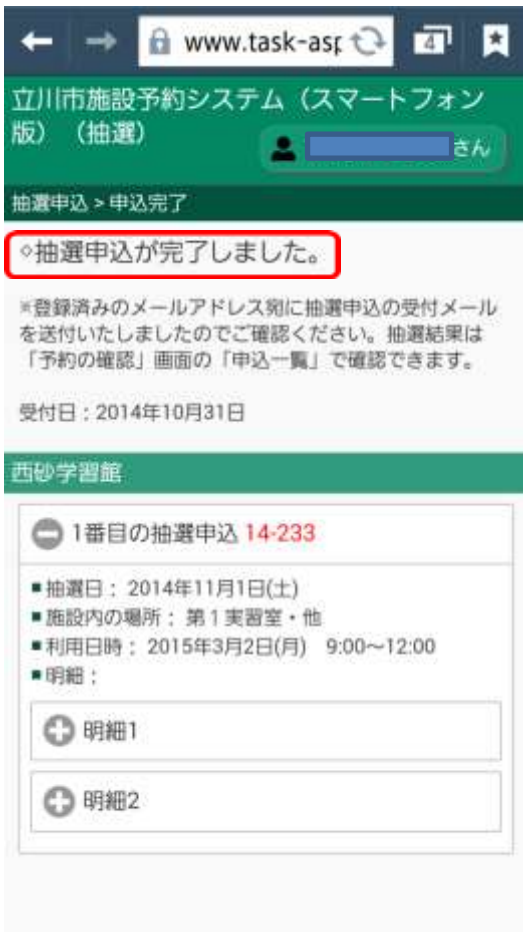 www.task-asp
4
立川市施設予約システム（スマートフォン
版）（抽選）
さん
抽選申込 > 申込完了
◇抽選申込が完了しました。
※登録済みのメールアドレス宛に抽選申込の受付メール
を送付いたしましたのでご確認ください。抽選結果は
「予約の確認」画面の「申込一覧」で確認できます。
受付日：2014年10月31日
西砂学習館
1番目の抽選申込 14-233
■抽選日： 2014年11月1日(土)
■施設内の場所： 第１実習室・他
■利用日時： 2015年3月2日(月) 9:00～12:00
■明細：
明細1
明細2